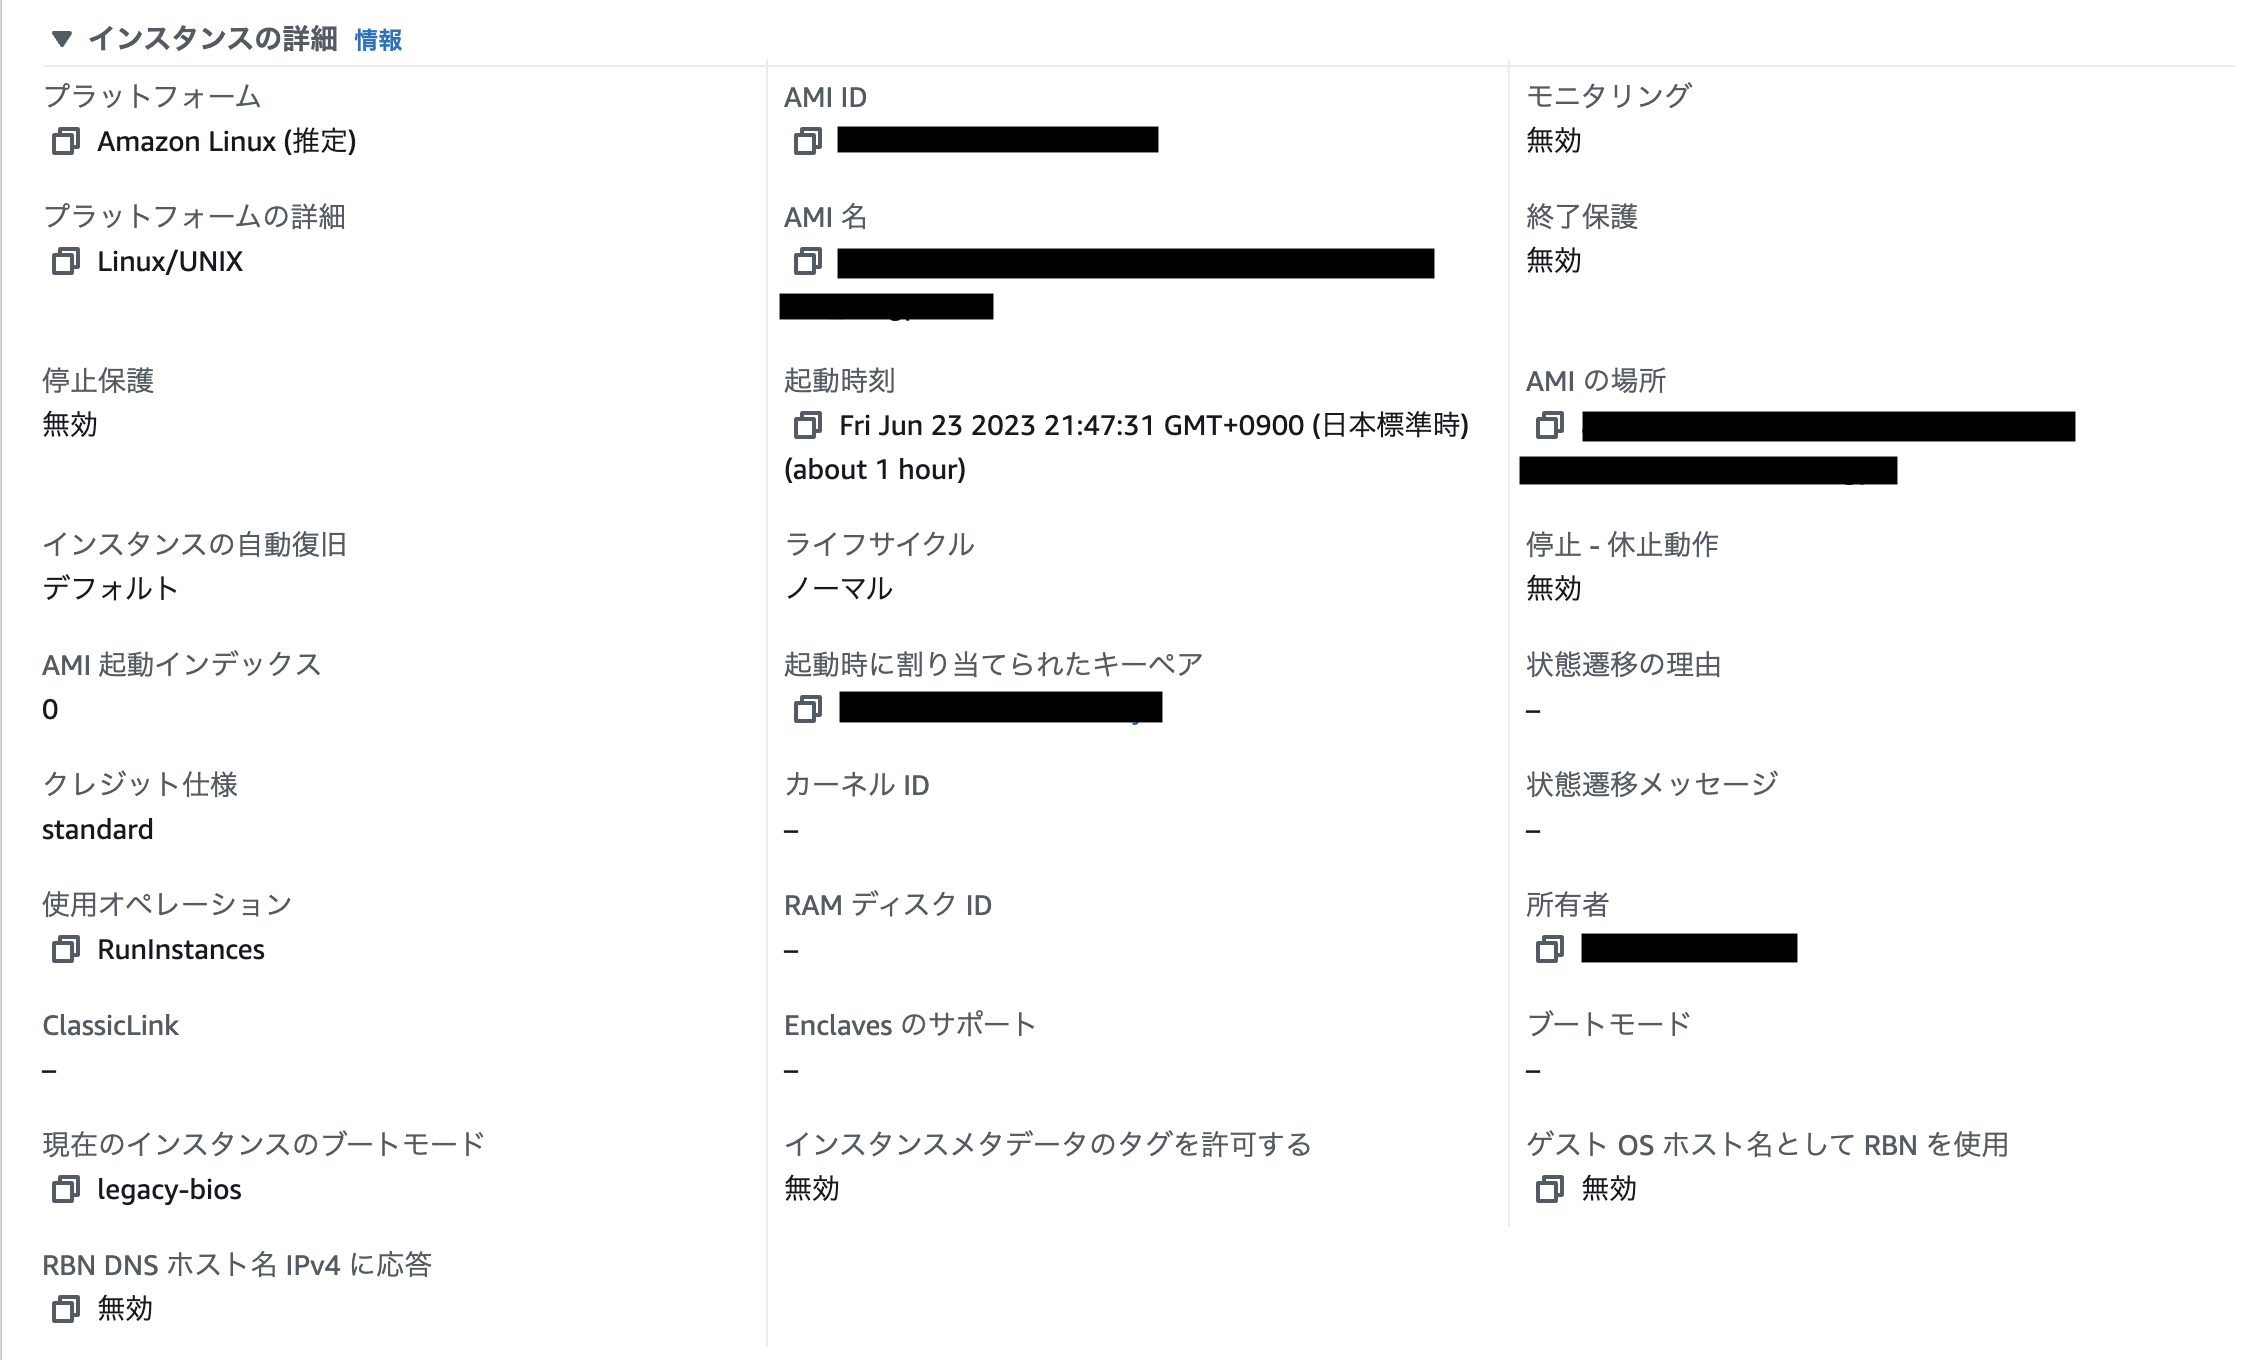 ▼ インスタンスの詳細 情報
プラットフォーム
Amazon Linux (推定)
AMI ID
モニタリング
無効
プラットフォームの詳細
Linux/UNIX
AMI 名
終了保護
無効
停止保護
無効
起動時刻
Fri Jun 23 2023 21:47:31 GMT+0900 (日本標準時)
(about 1 hour)
AMI の場所
インスタンスの自動復旧
デフォルト
ライフサイクル
ノーマル
停止 - 休止動作
無効
AMI 起動インデックス
0
起動時に割り当てられたキーペア
状態遷移の理由
–
クレジット仕様
standard
カーネル ID
–
状態遷移メッセージ
–
使用オペレーション
RunInstances
RAM ディスク ID
–
所有者
ClassicLink
–
Enclaves のサポート
–
ブートモード
–
現在のインスタンスのブートモード
legacy-bios
インスタンスメタデータのタグを許可する
無効
ゲスト OS ホスト名として RBN を使用
無効
RBN DNS ホスト名 IPv4 に応答
無効